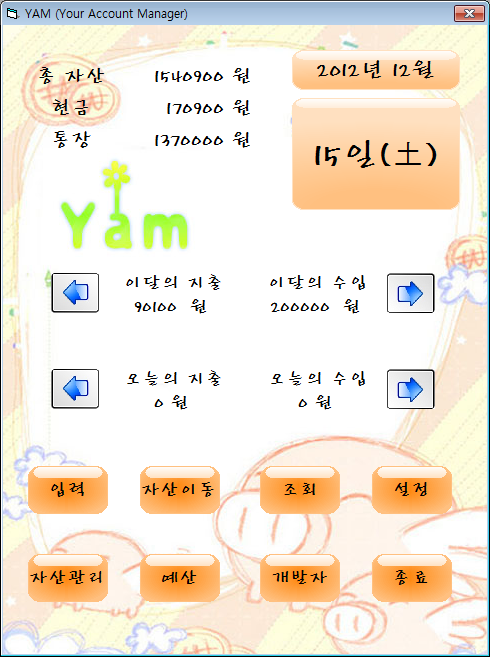 YAM (Your Account Manager)
총 자산 1540900 원
현금 170900 원
통장 1370000 원
2012년 12월
15일(土)
Yam
이달의 지출
90100 원
이달의 수입
200000 원
오늘의 지출
0 원
오늘의 수입
0 원
입력 자산이동 조회 설정
자산관리 예산 개발자 종료